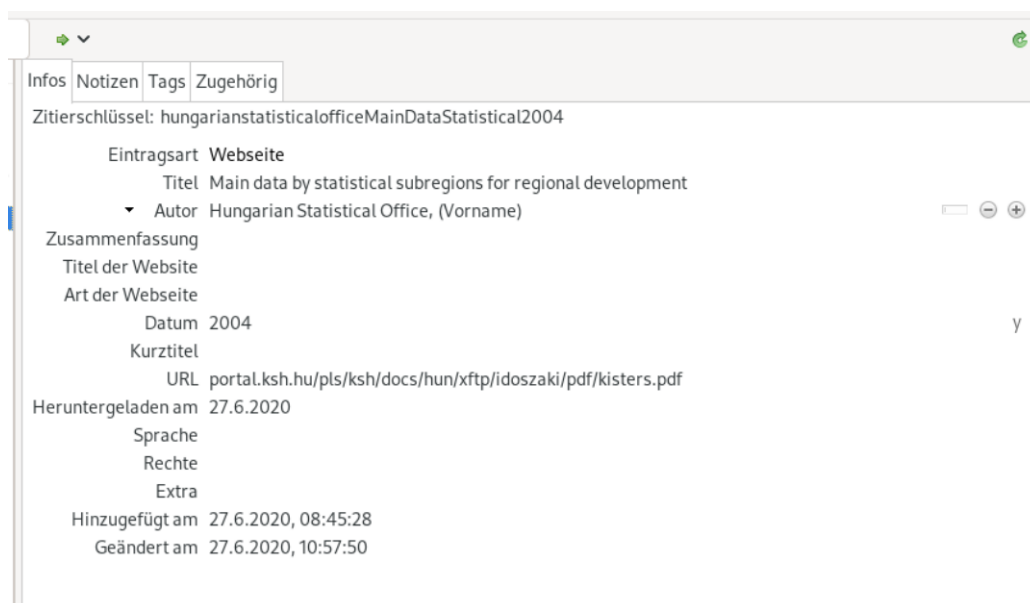 Infos Notizen Tags Zugehörig
Zitierschlüssel: hungarianstatisticalofficeMainDataStatistical2004
Eintragsart Webseite
Titel Main data by statistical subregions for regional development
Autor Hungarian Statistical Office, (Vorname)
Zusammenfassung
Titel der Website
Art der Webseite
Datum 2004 y
Kurztitel
URL portal.ksh.hu/pls/ksh/docs/hun/xftp/idoszaki/pdf/kisters.pdf
Heruntergeladen am 27.6.2020
Sprache
Rechte
Extra
Hinzugefügt am 27.6.2020, 08:45:28
Geändert am 27.6.2020, 10:57:50